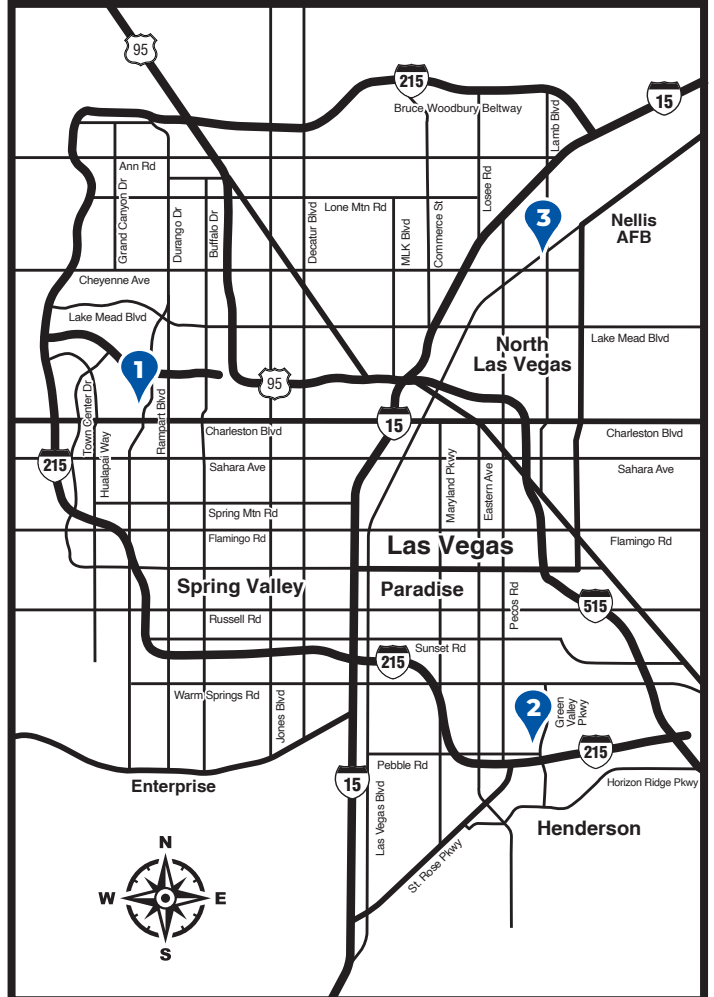 95
215
15
Bruce Woodbury Beltway
Lamb Blvd
Ann Rd
Losee Rd
Grand Canyon Dr
Durango Dr
Buffalo Dr
Decatur Blvd
Lone Mtn Rd
MLK Blvd
Commerce St
3
Nellis
AFB
Cheyenne Ave
Lake Mead Blvd
North
Las Vegas
Lake Mead Blvd
1
95
Town Center Dr
Rampart Blvd
15
Charleston Blvd
Charleston Blvd
Hualapai Way
215
Sahara Ave
Maryland Pkwy
Eastern Ave
Sahara Ave
Spring Mtn Rd
Flamingo Rd
Las Vegas
Flamingo Rd
Spring Valley
Paradise
Pecos Rd
515
Russell Rd
Sunset Rd
215
Warm Springs Rd
Jones Blvd
2
Green
Valley
Pkwy
215
Pebble Rd
15
Enterprise
Horizon Ridge Pkwy
Las Vegas Blvd
Henderson
St. Rose Pkwy
N
W
E
S